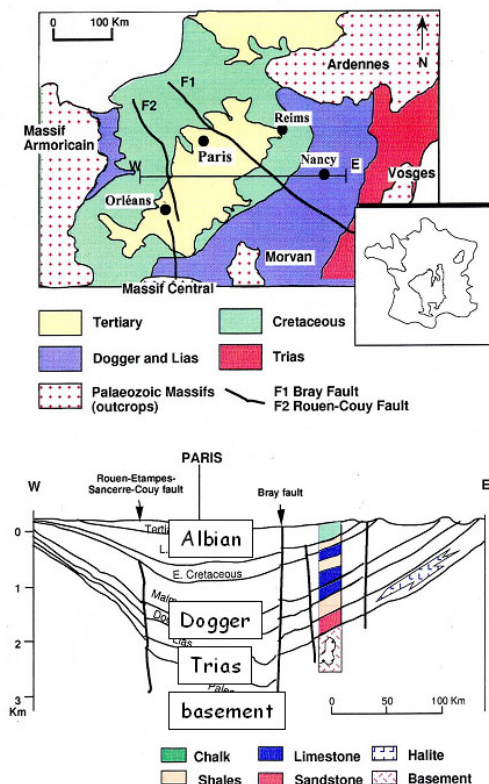 0 100 Km
Ardennes
N
F1
F2
Massif
Armoricain
Reims
Paris
W
E
Nancy
Vosges
Orléans
Morvan
Massif Central
Tertiary
Cretaceous
Dogger and Lias
Trias
Palaeozoic Massifs
(outcrops)
F1 Bray Fault
F2 Rouen-Couy Fault
PARIS
W
Rouen-Etampes-
Sancerre-Couy fault
Bray fault
E
0
Albian
E. Cretaceous
1
Dogger
2
Lias
Trias
3
Km
basement
0 50 100 Km
Chalk
Limestone
Halite
Shales
Sandstone
Basement